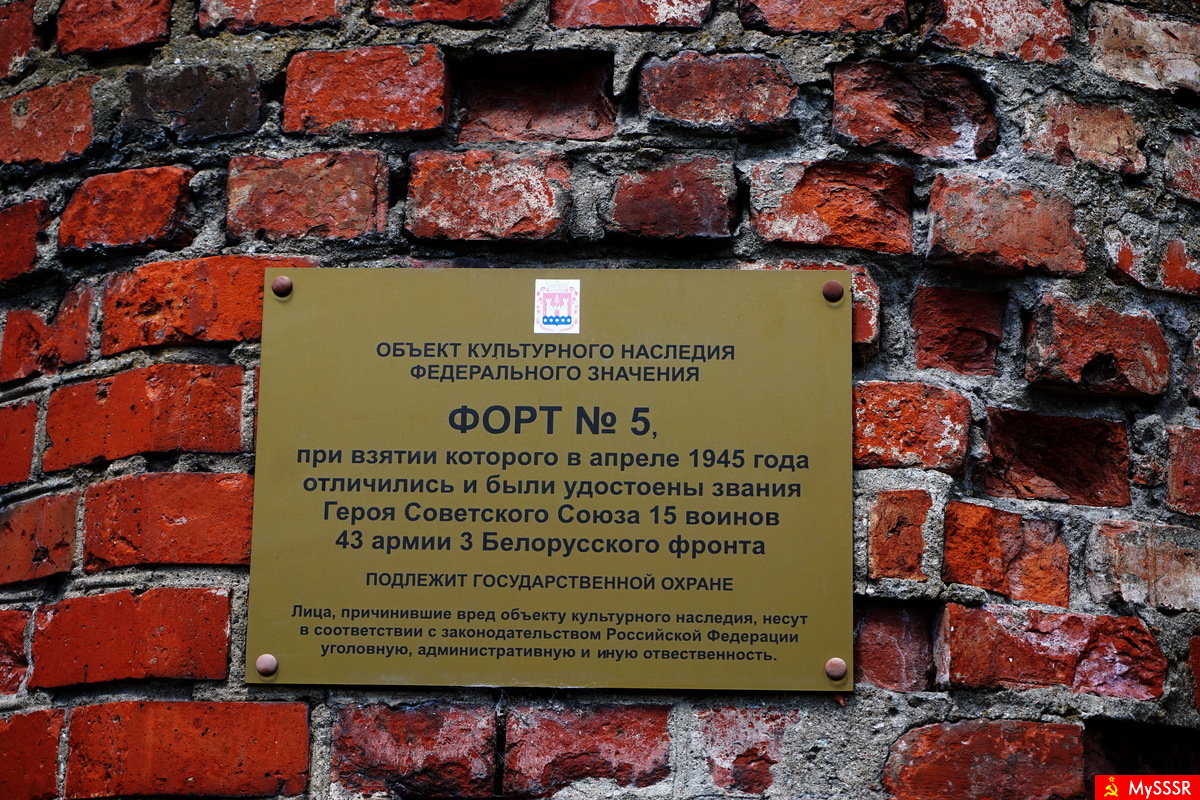 ОБЪЕКТ КУЛЬТУРНОГО НАСЛЕДИЯ
ФЕДЕРАЛЬНОГО ЗНАЧЕНИЯ
ФОРТ № 5,
при взятии которого в апреле 1945 года
отличились и были удостоены звания
Героя Советского Союза 15 воинов
43 армии 3 Белорусского фронта
ПОДЛЕЖИТ ГОСУДАРСТВЕННОЙ ОХРАНЕ
Лица, причинившие вред объекту культурного наследия, несут
в соответствии с законодательством Российской Федерации
уголовную, административную и иную отвественность.
MySSSR